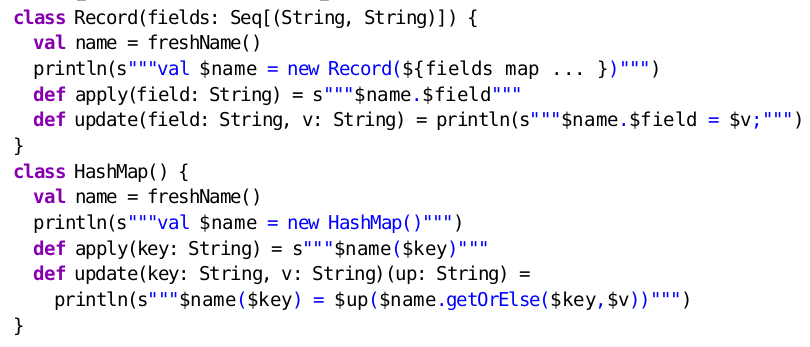 class Record(fields: Seq[(String, String)]) {
  val name = freshName()
  println(s"""val $name = new Record(${fields map ... })""")
  def apply(field: String) = s"""$name.$field"""
  def update(field: String, v: String) = println(s"""$name.$field = $v;""")
}
class HashMap() {
  val name = freshName()
  println(s"""val $name = new HashMap()""")
  def apply(key: String) = s"""$name($key)"""
  def update(key: String, v: String)(up: String) =
    println(s"""$name($key) = $up($name.getOrElse($key,$v))""")
}